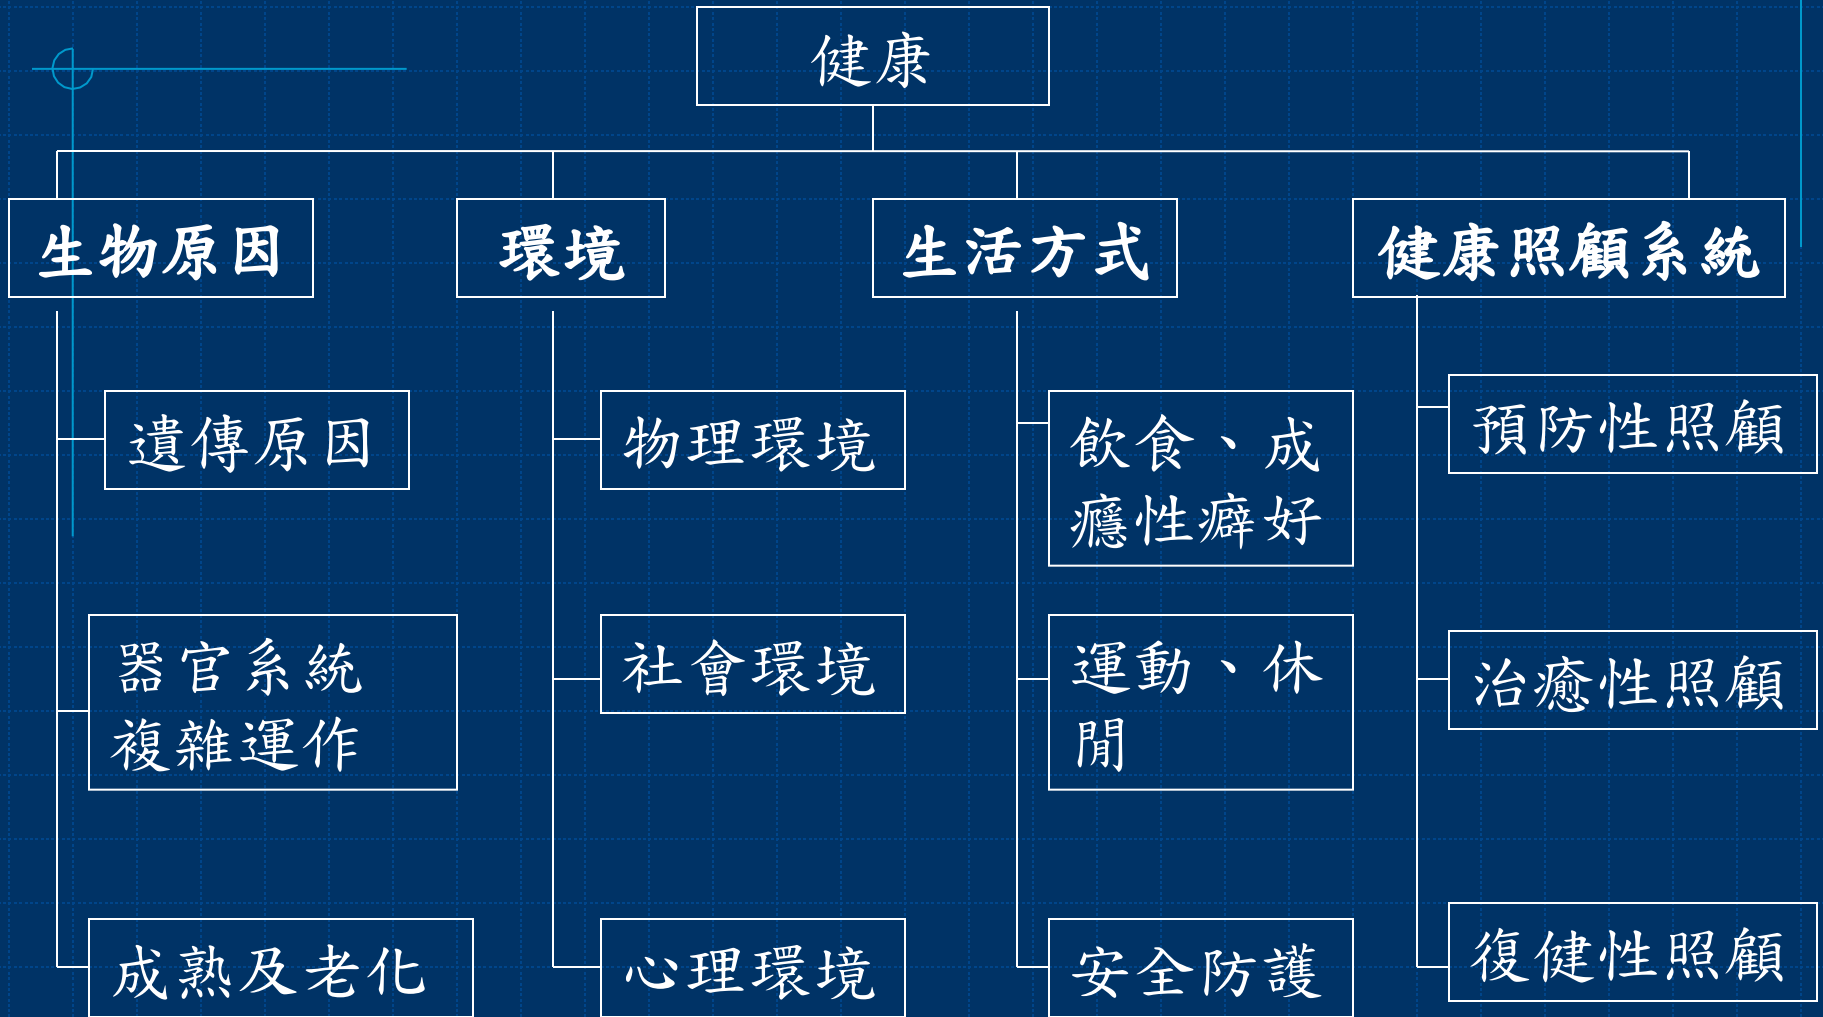 健康
生物原因
環境
生活方式
健康照顧系統
遺傳原因
器官系統
複雜運作
成熟及老化
物理環境
社會環境
心理環境
飲食、成
癮性癖好
運動、休
閒
安全防護
預防性照顧
治癒性照顧
復健性照顧